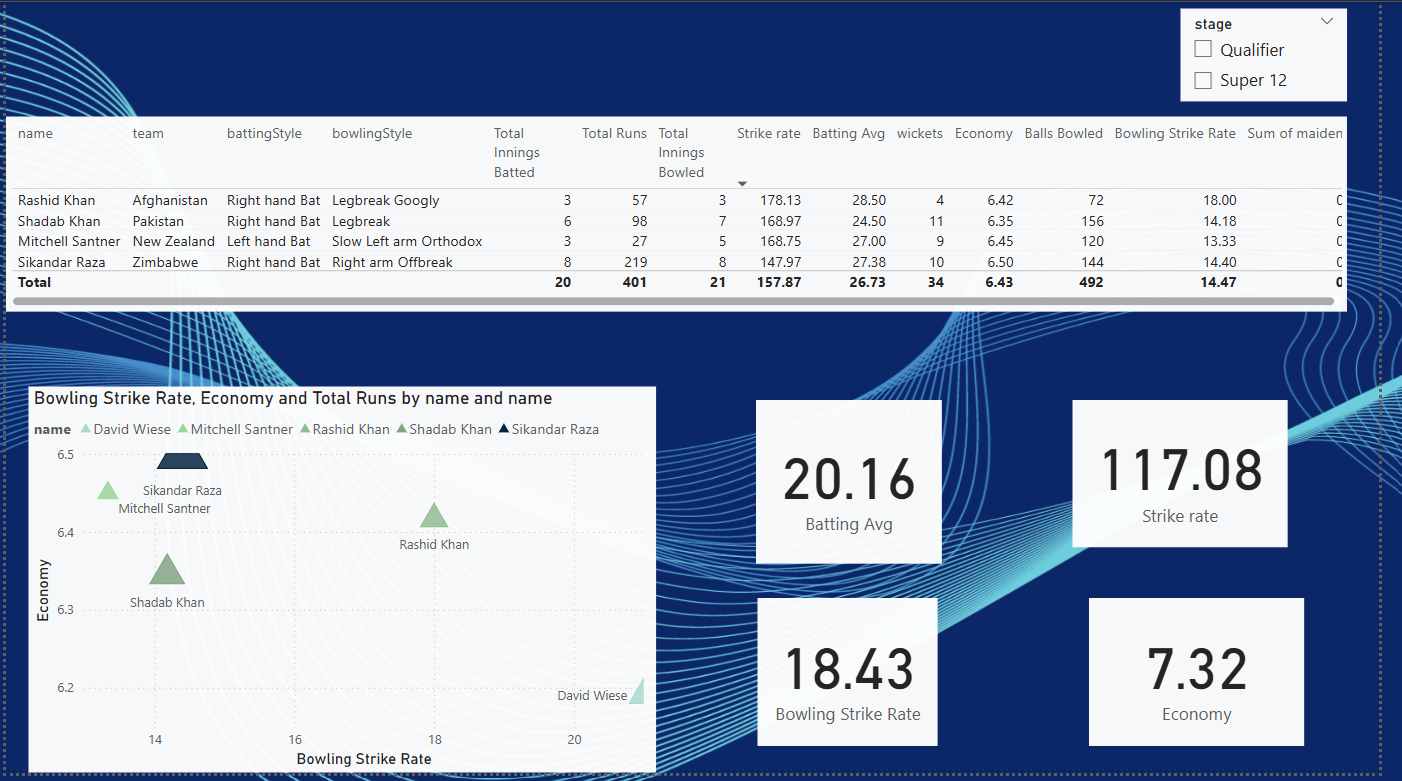 stage
Qualifier
Super 12
name team battingStyle bowlingStyle Total Innings Batted Total Runs Total Innings Bowled Strike rate Batting Avg wickets Economy Balls Bowled Bowling Strike Rate Sum of maiden
Rashid Khan Afghanistan Right hand Bat Legbreak Googly 3 57 3 178.13 28.50 4 6.42 72 18.00 0
Shadab Khan Pakistan Right hand Bat Legbreak 6 98 7 168.97 24.50 11 6.35 156 14.18 0
Mitchell Santner New Zealand Left hand Bat Slow Left arm Orthodox 3 27 5 168.75 27.00 9 6.45 120 13.33 0
Sikandar Raza Zimbabwe Right hand Bat Right arm Offbreak 8 219 8 147.97 27.38 10 6.50 144 14.40 0
Total 20 401 21 157.87 26.73 34 6.43 492 14.47 0
Bowling Strike Rate, Economy and Total Runs by name and name
name David Wiese Mitchell Santner Rashid Khan Shadab Khan Sikandar Raza
6.5
Sikandar Raza
Mitchell Santner
6.4
Rashid Khan
Economy
Shadab Khan
6.3
6.2
David Wiese
14 16 18 20
Bowling Strike Rate
20.16
Batting Avg
117.08
Strike rate
18.43
Bowling Strike Rate
7.32
Economy